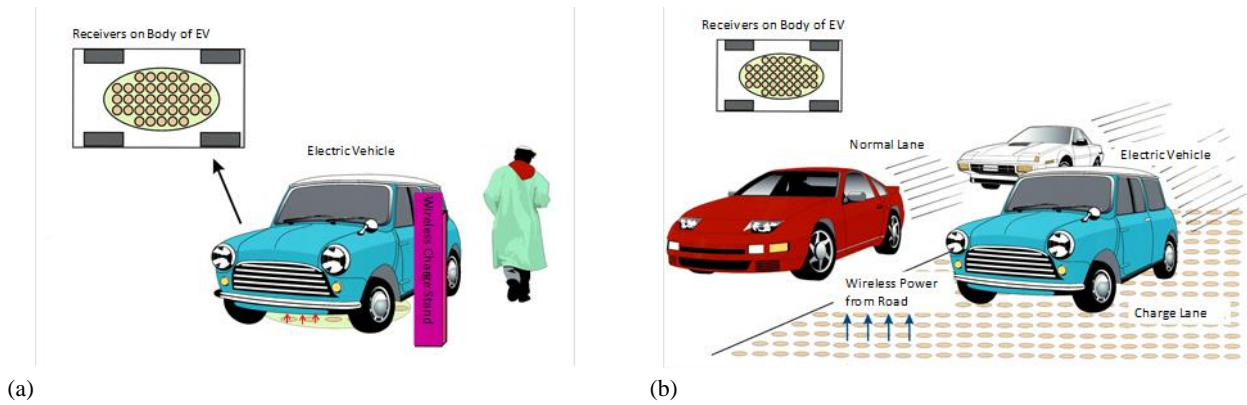 Receivers on Body of EV
Electric Vehicle
Wireless Charge Stand
(a)
Receivers on Body of EV
Normal Lane
Electric Vehicle
Wireless Power
from Road
Charge Lane
(b)